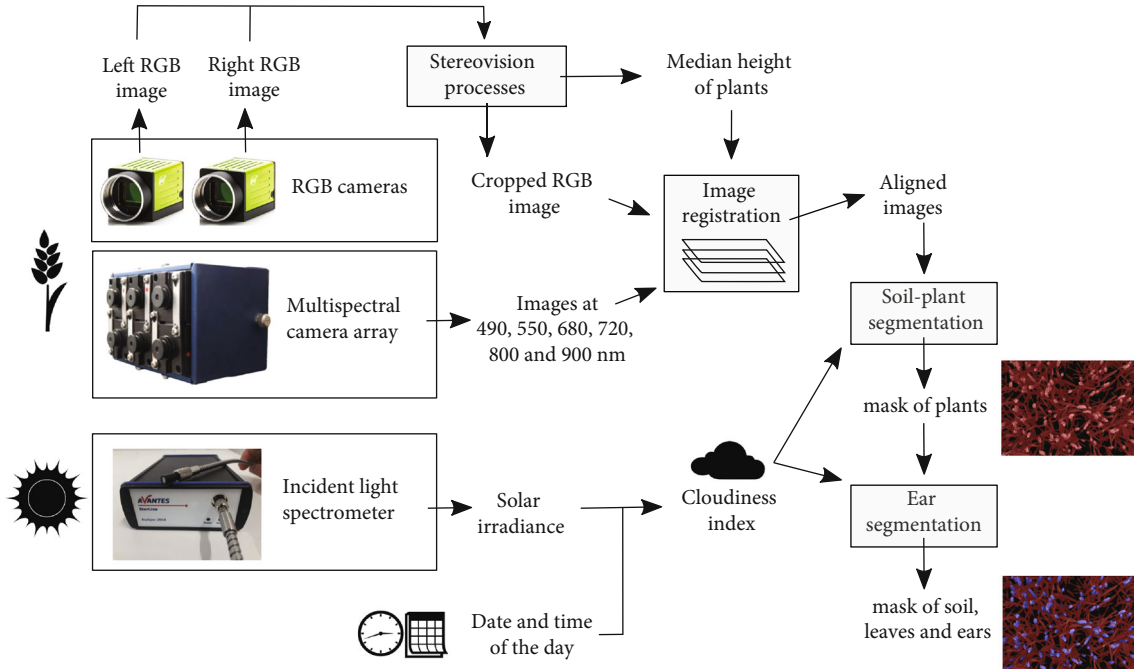 Left RGB
image
Right RGB
image
Stereovision
processes
Median height
of plants
RGB cameras
Cropped RGB
image
Image
registration
Aligned
images
Multispectral
camera array
Images at
490, 550, 680, 720,
800 and 900 nm
Soil-plant
segmentation
mask of plants
AVANTES
Incident light
spectrometer
Solar
irradiance
Cloudiness
index
Ear
segmentation
Date and time
of the day
mask of soil,
leaves and ears